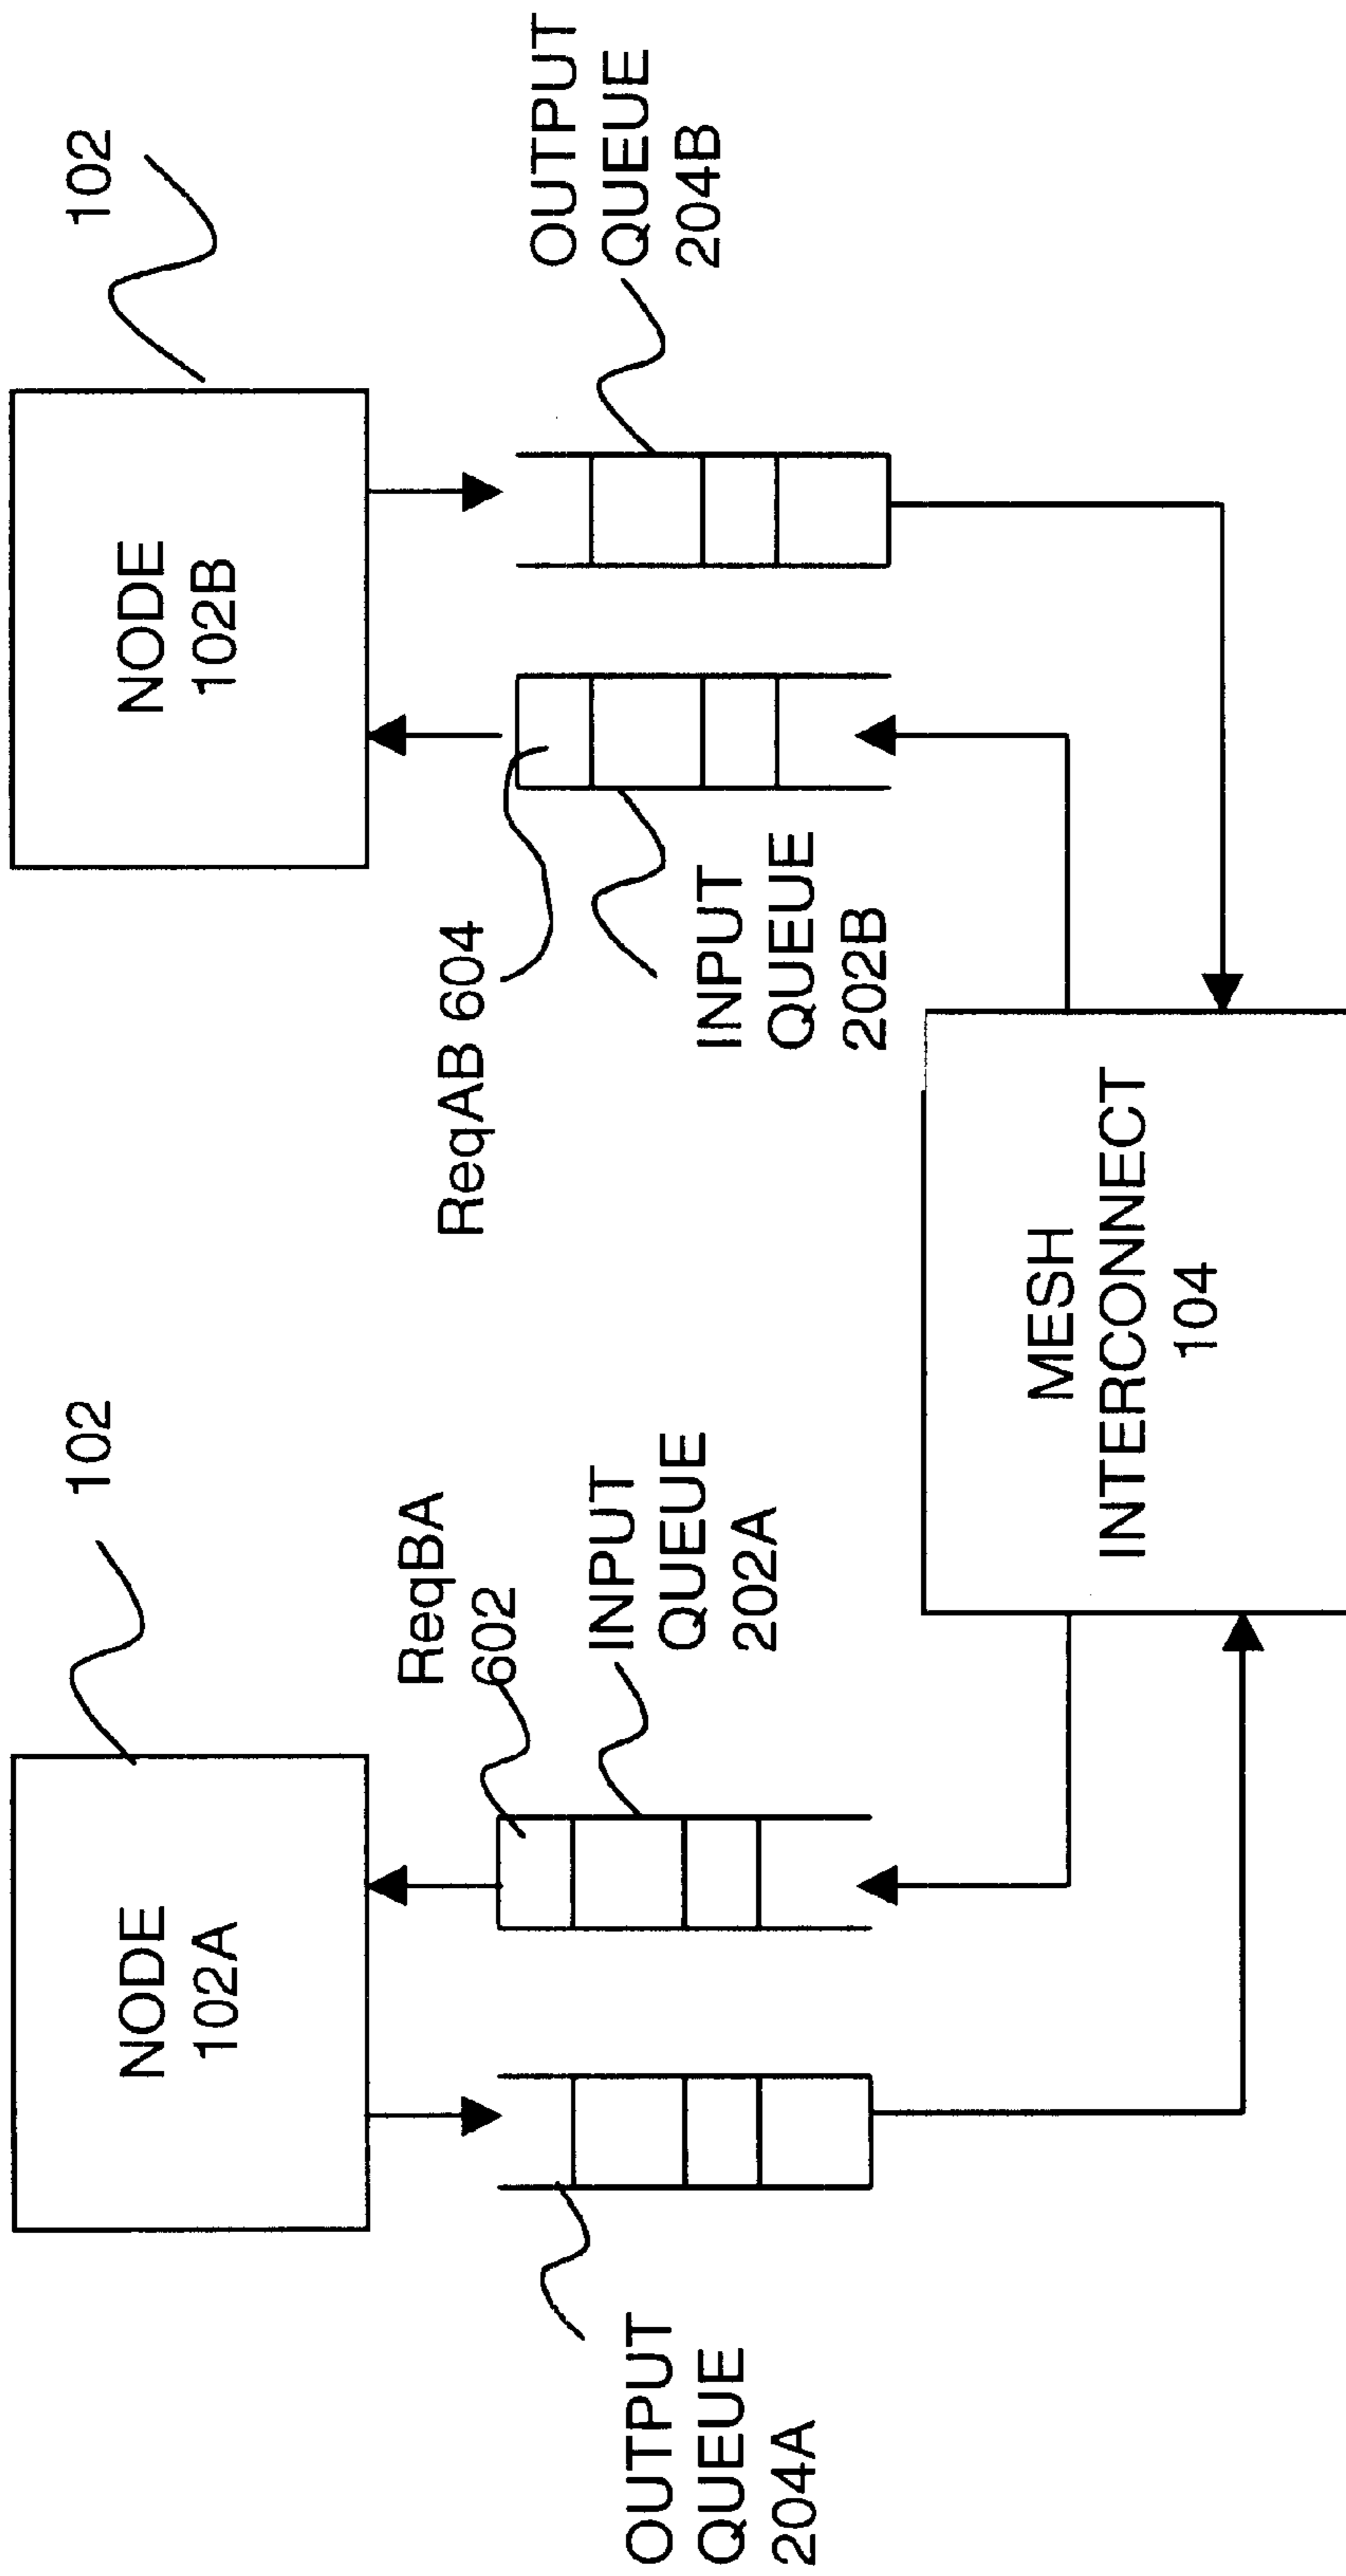 102
NODE
102A
102
NODE
102B
ReqBA
602
ReqAB 604
OUTPUT
QUEUE
204A
INPUT
QUEUE
202A
INPUT
QUEUE
202B
OUTPUT
QUEUE
204B
MESH
INTERCONNECT
104